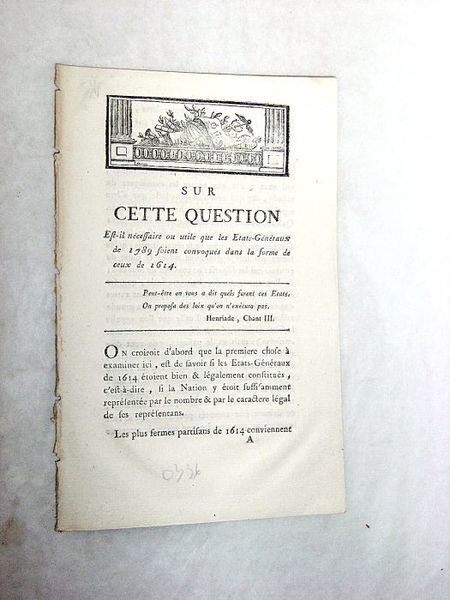 SUR
CETTE QUESTION
Est-il nécessaire ou utile que les Etats-Généraux
de 1789 soient convoqués dans la forme de
ceux de 1614.
Peut-être on vous a dit quels furent ces Etats.
On proposa des loix qu'on n'exécuta pas.
Henriade, Chant III.
ON croiroit d'abord que la premiere chose à
examiner ici, est de savoir si les Etats-Généraux
de 1614 étoient bien & légalement constitués,
c'est-à-dire, si la Nation y étoit suffisamment
représentée par le nombre & par le caractere légal
de ses représentans.
Les plus fermes partisans de 1614 conviennent
A